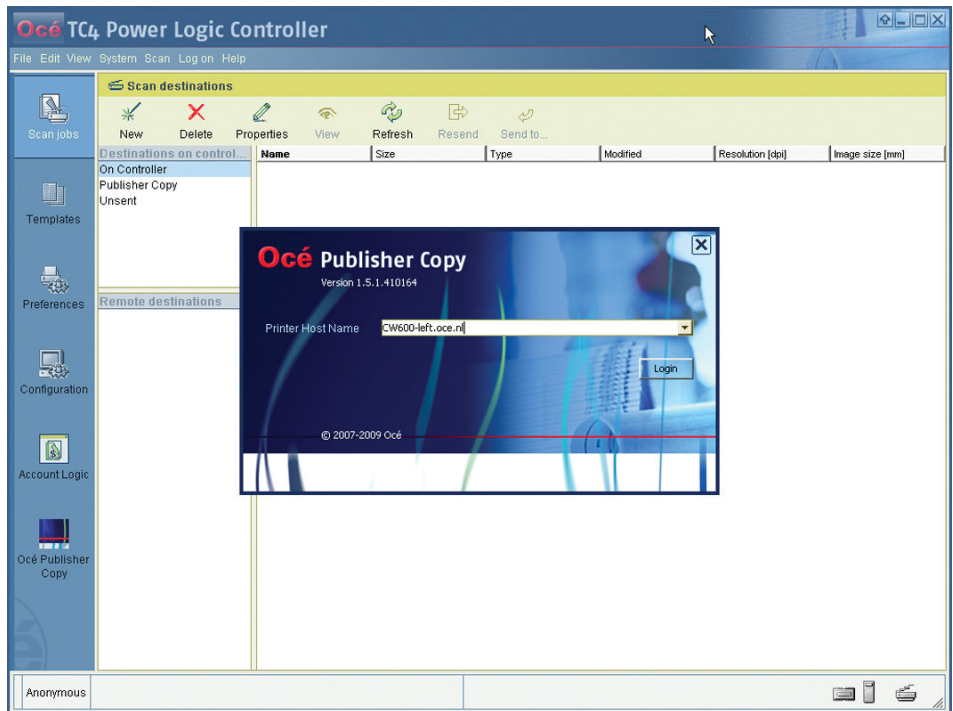 Océ TC4 Power Logic Controller
File Edit View System Scan Log on Help
Scan destinations
New Delete Properties View Refresh Resend Send to...
Scan jobs
Templates
Preferences
Configuration
Account Logic
Océ Publisher
Copy
Destinations on control...
On Controller
Publisher Copy
Unsent
Remote destinations
Name Size Type Modified Resolution [dpi] Image size [mm]
Océ Publisher Copy
Version 1.5.1.410164
Printer Host Name CW600-left.oce.nl
Login
© 2007-2009 Océ
Anonymous